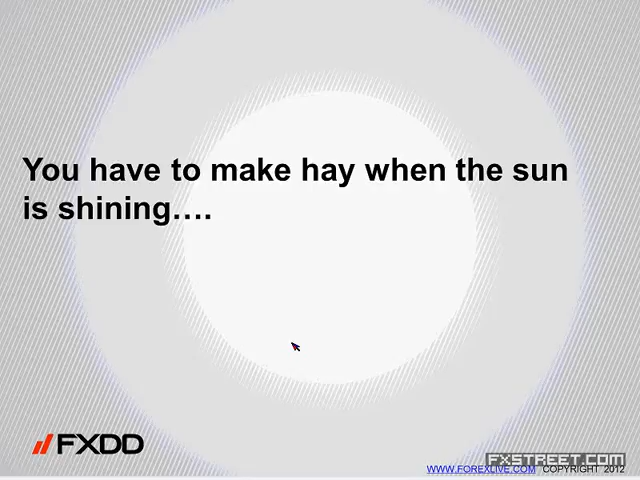 You have to make hay when the sun
is shining….
FXDD
FXSTREET.COM
WWW.FOREXLIVE.COM COPYRIGHT 2012